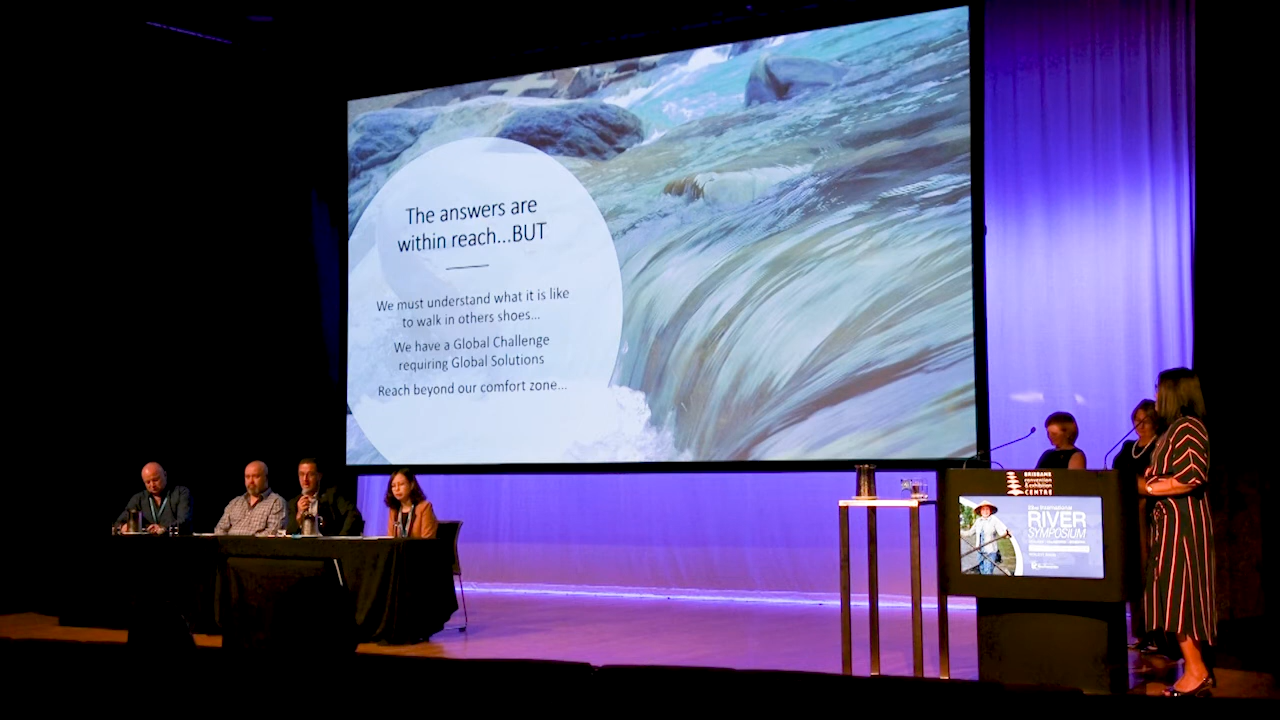 The answers are
within reach...BUT
We must understand what it is like
to walk in others shoes...
We have a Global Challenge
requiring Global Solutions
Reach beyond our comfort zone...
BRISBANE
convention
& exhibition
CENTRE
RIVER
SYMPOSIUM